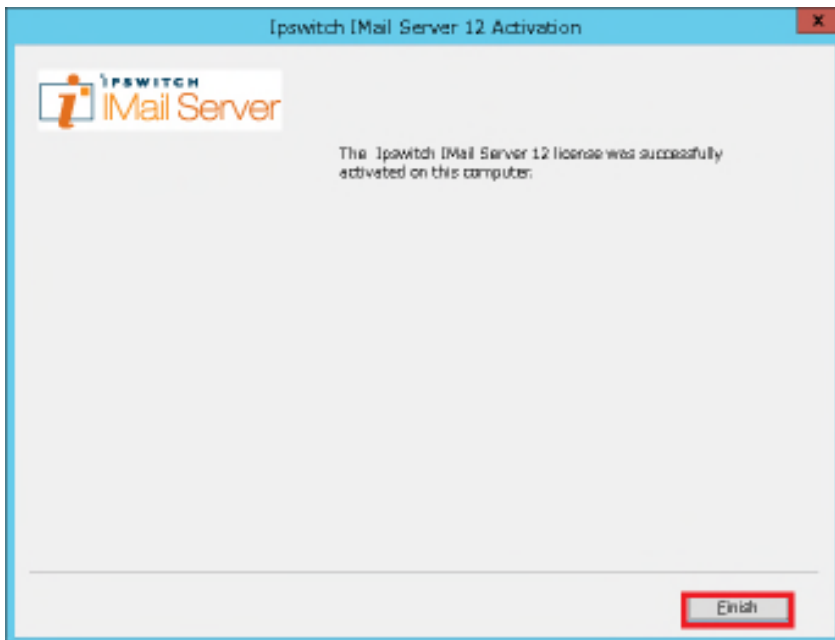 Ipswitch IMail Server 12 Activation
x
IPSWITCH
IMail Server
The Ipswitch IMail Server 12 license was successfully
activated on this computer.
Finish